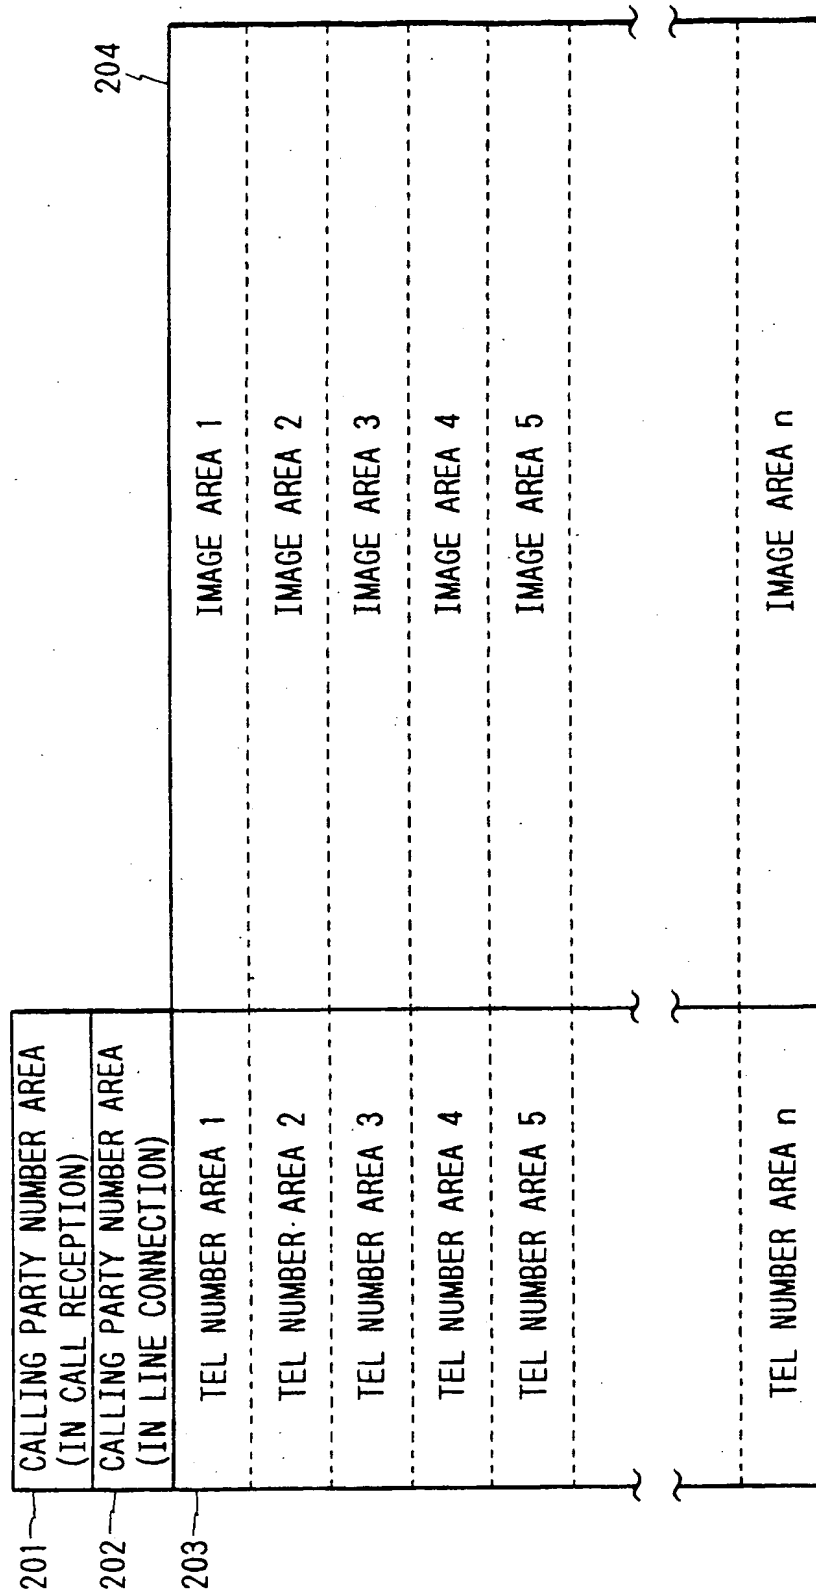 201
CALLING PARTY NUMBER AREA
(IN CALL RECEPTION)
202
CALLING PARTY NUMBER AREA
(IN LINE CONNECTION)
204
203
TEL NUMBER AREA 1
IMAGE AREA 1
TEL NUMBER AREA 2
IMAGE AREA 2
TEL NUMBER AREA 3
IMAGE AREA 3
TEL NUMBER AREA 4
IMAGE AREA 4
TEL NUMBER AREA 5
IMAGE AREA 5
TEL NUMBER AREA n
IMAGE AREA n